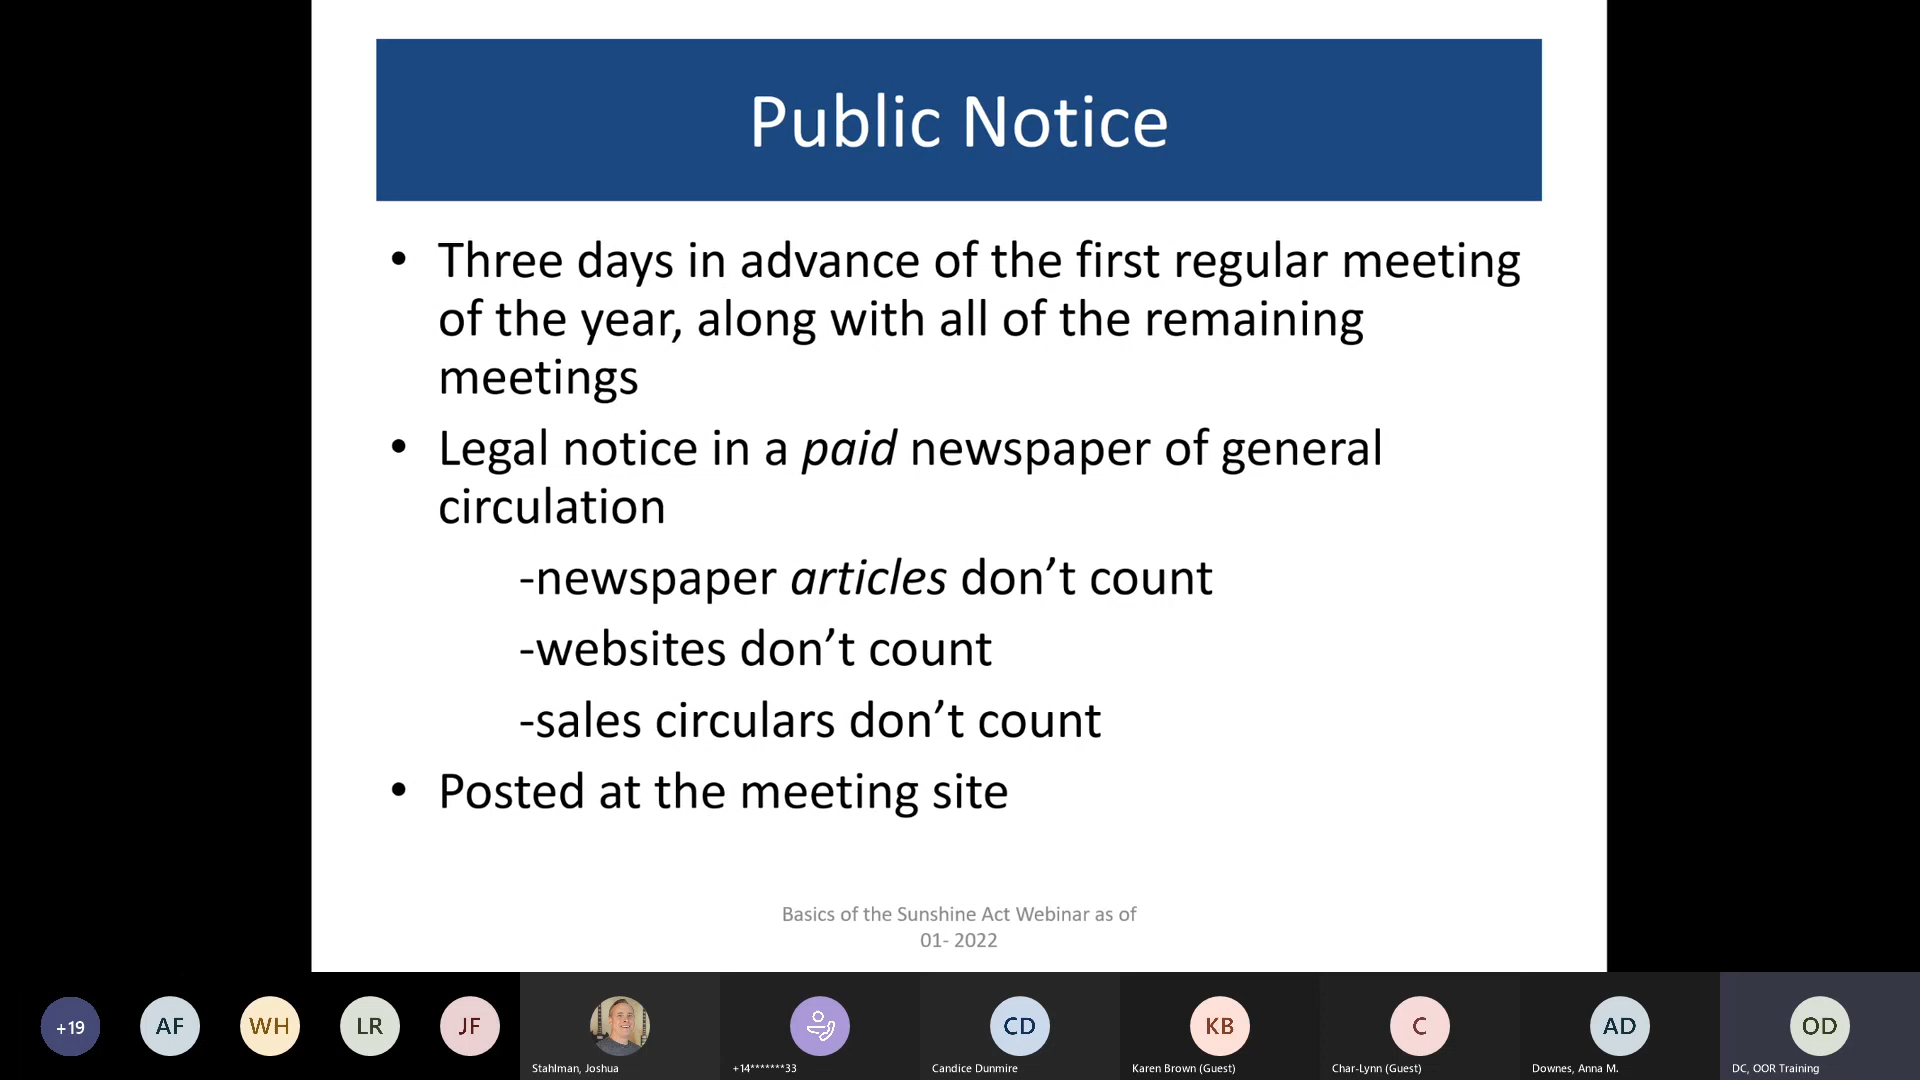 Public Notice
• Three days in advance of the first regular meeting
of the year, along with all of the remaining
meetings
• Legal notice in a paid newspaper of general
circulation
-newspaper articles don’t count
-websites don’t count
-sales circulars don’t count
• Posted at the meeting site
Basics of the Sunshine Act Webinar as of
01- 2022
+19
AF
WH
LR
JF
CD
KB
C
AD
OD
Stahlman, Joshua
+14*******33
Candice Dunmire
Karen Brown (Guest)
Char-Lynn (Guest)
Downes, Anna M.
DC, OOR Training